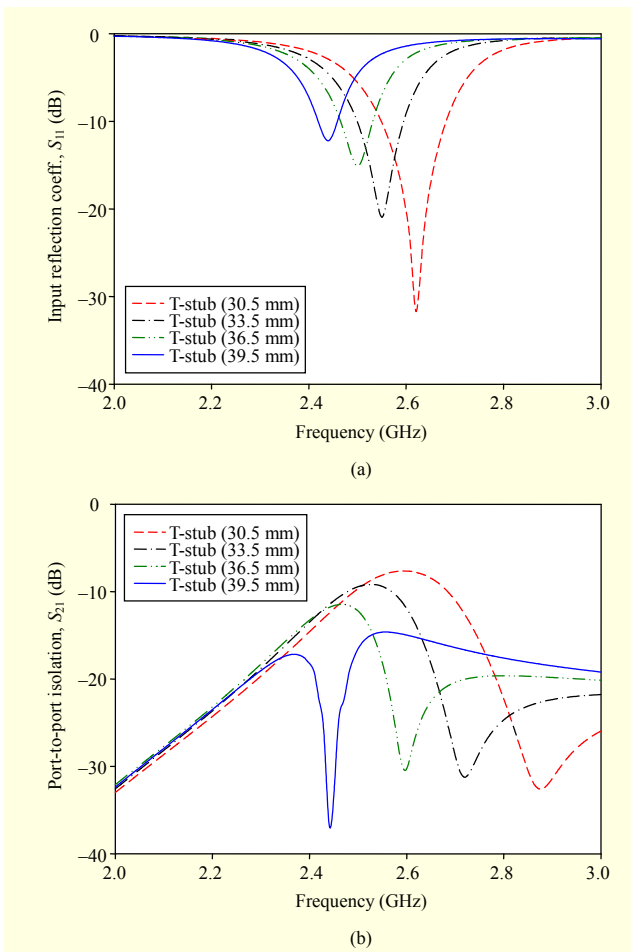 0
−10
−20
−30
−40
Input reflection coeff., S11 (dB)
T-stub (30.5 mm)
T-stub (33.5 mm)
T-stub (36.5 mm)
T-stub (39.5 mm)
2.0 2.2 2.4 2.6 2.8 3.0
Frequency (GHz)
(a)
0
−10
−20
−30
−40
Port-to-port isolation, S21 (dB)
T-stub (30.5 mm)
T-stub (33.5 mm)
T-stub (36.5 mm)
T-stub (39.5 mm)
2.0 2.2 2.4 2.6 2.8 3.0
Frequency (GHz)
(b)